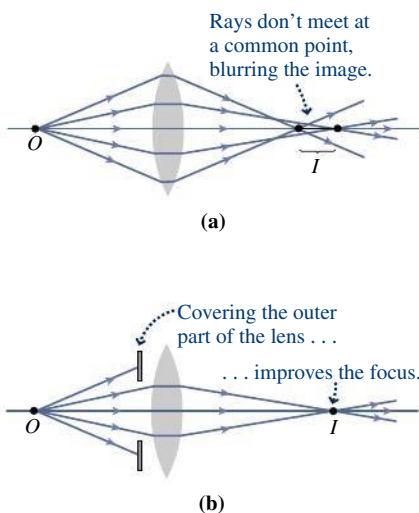 Rays don't meet at
a common point,
blurring the image.
O
I
(a)
Covering the outer
part of the lens . . .
. . . improves the focus.
O
I
(b)